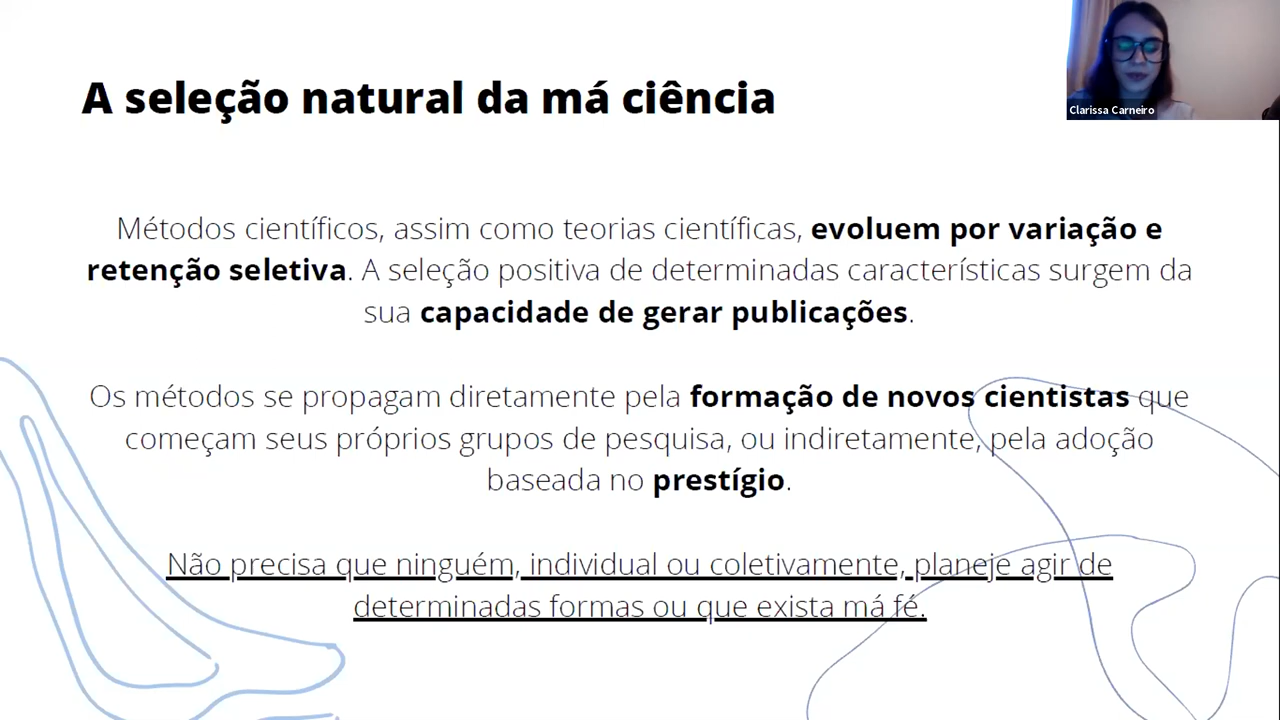 A seleção natural da má ciência
Clarissa Carneiro
Métodos científicos, assim como teorias científicas, evoluem por variação e
retenção seletiva. A seleção positiva de determinadas características surgem da
sua capacidade de gerar publicações.
Os métodos se propagam diretamente pela formação de novos cientistas que
começam seus próprios grupos de pesquisa, ou indiretamente, pela adoção
baseada no prestígio.
Não precisa que ninguém, individual ou coletivamente, planeje agir de
determinadas formas ou que exista má fé.